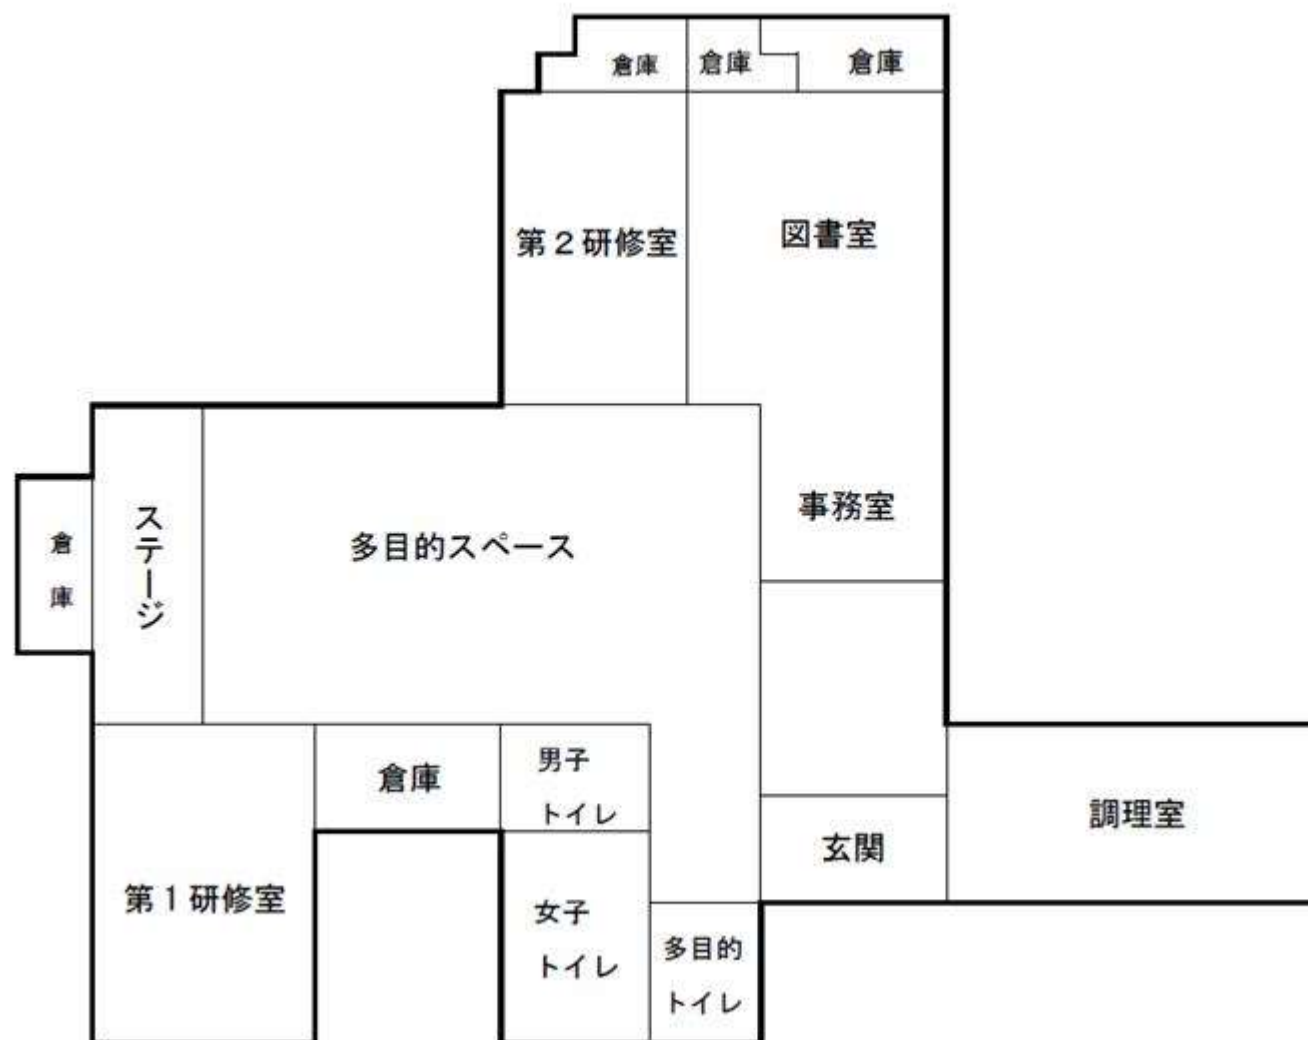 倉庫
倉庫
倉庫
第２研修室
図書室
事務室
倉庫
ステージ
多目的スペース
倉庫
男子
トイレ
調理室
玄関
第１研修室
女子
トイレ
多目的
トイレ